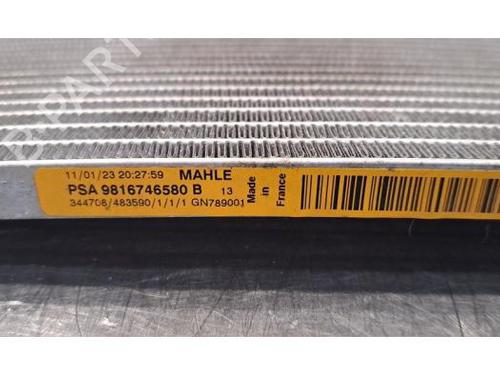 11/01/23 20:27:59 MAHLE
PSA 9816746580 B 13
344708/483590/1/1/1 GN789001
Made
in
France